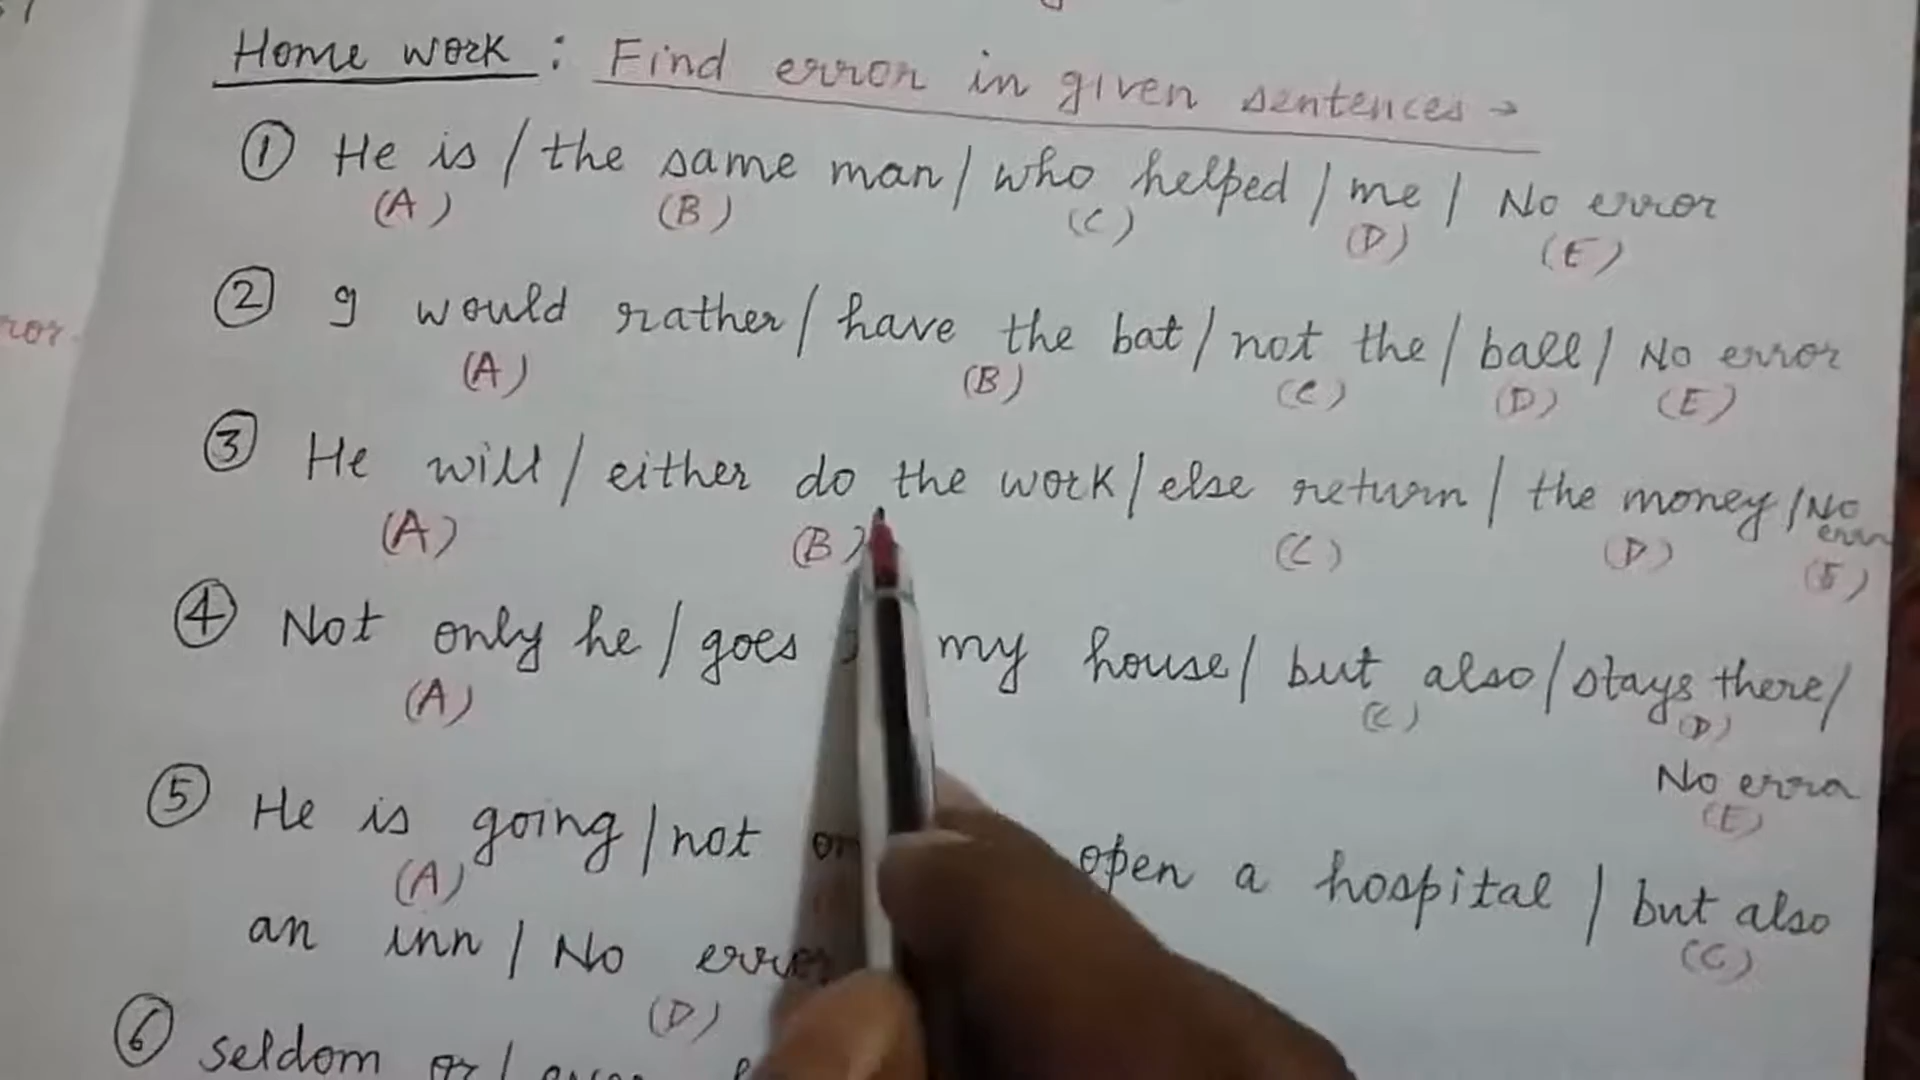 Home work : Find error in given sentences →
① He is / the same man / who helped / me / No error
(A) (B) (C) (D) (E)
② I would rather / have the bat / not the / ball / No error
(A) (B) (C) (D) (E)
ror.
③ He will / either do the work / else return / the money / No
error
(A) (B) (C) (D) (E)
④ Not only he / goes my house / but also / stays there /
(A) (C) (D)
No error
(E)
⑤ He is going / not open a hospital / but also
(A) (C)
an inn / No error
(D)
⑥ seldom or /